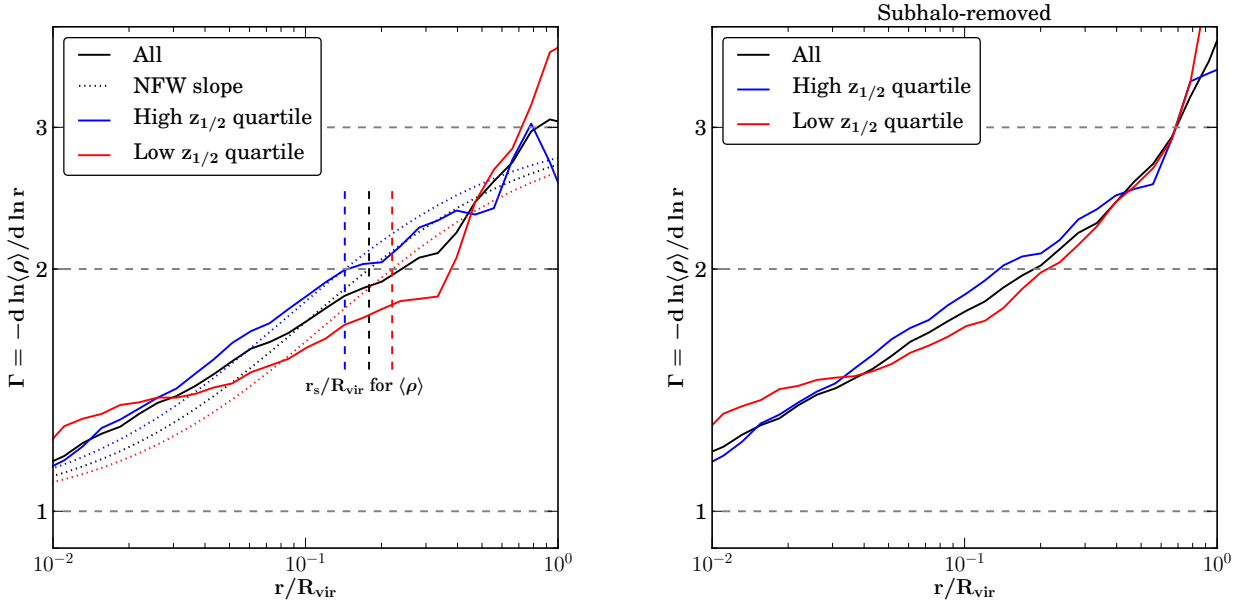 All
NFW slope
High z1/2 quartile
Low z1/2 quartile
Γ = −d ln⟨ρ⟩/d ln r
3
2
1
rs/Rvir for ⟨ρ⟩
10⁻² 10⁻¹ 10⁰
r/Rvir
Subhalo-removed
All
High z1/2 quartile
Low z1/2 quartile
Γ = −d ln⟨ρ⟩/d ln r
3
2
1
10⁻² 10⁻¹ 10⁰
r/Rvir